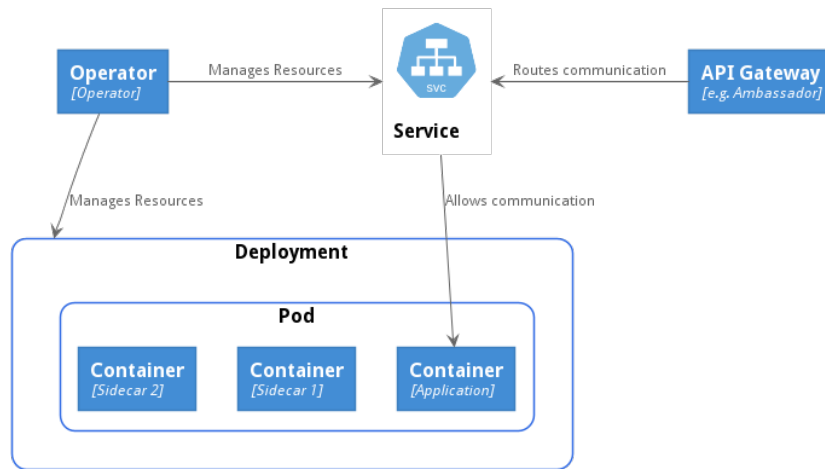 Operator
[Operator]
Manages Resources
svc
Service
Routes communication
API Gateway
[e.g. Ambassador]
Manages Resources
Allows communication
Deployment
Pod
Container
[Sidecar 2]
Container
[Sidecar 1]
Container
[Application]